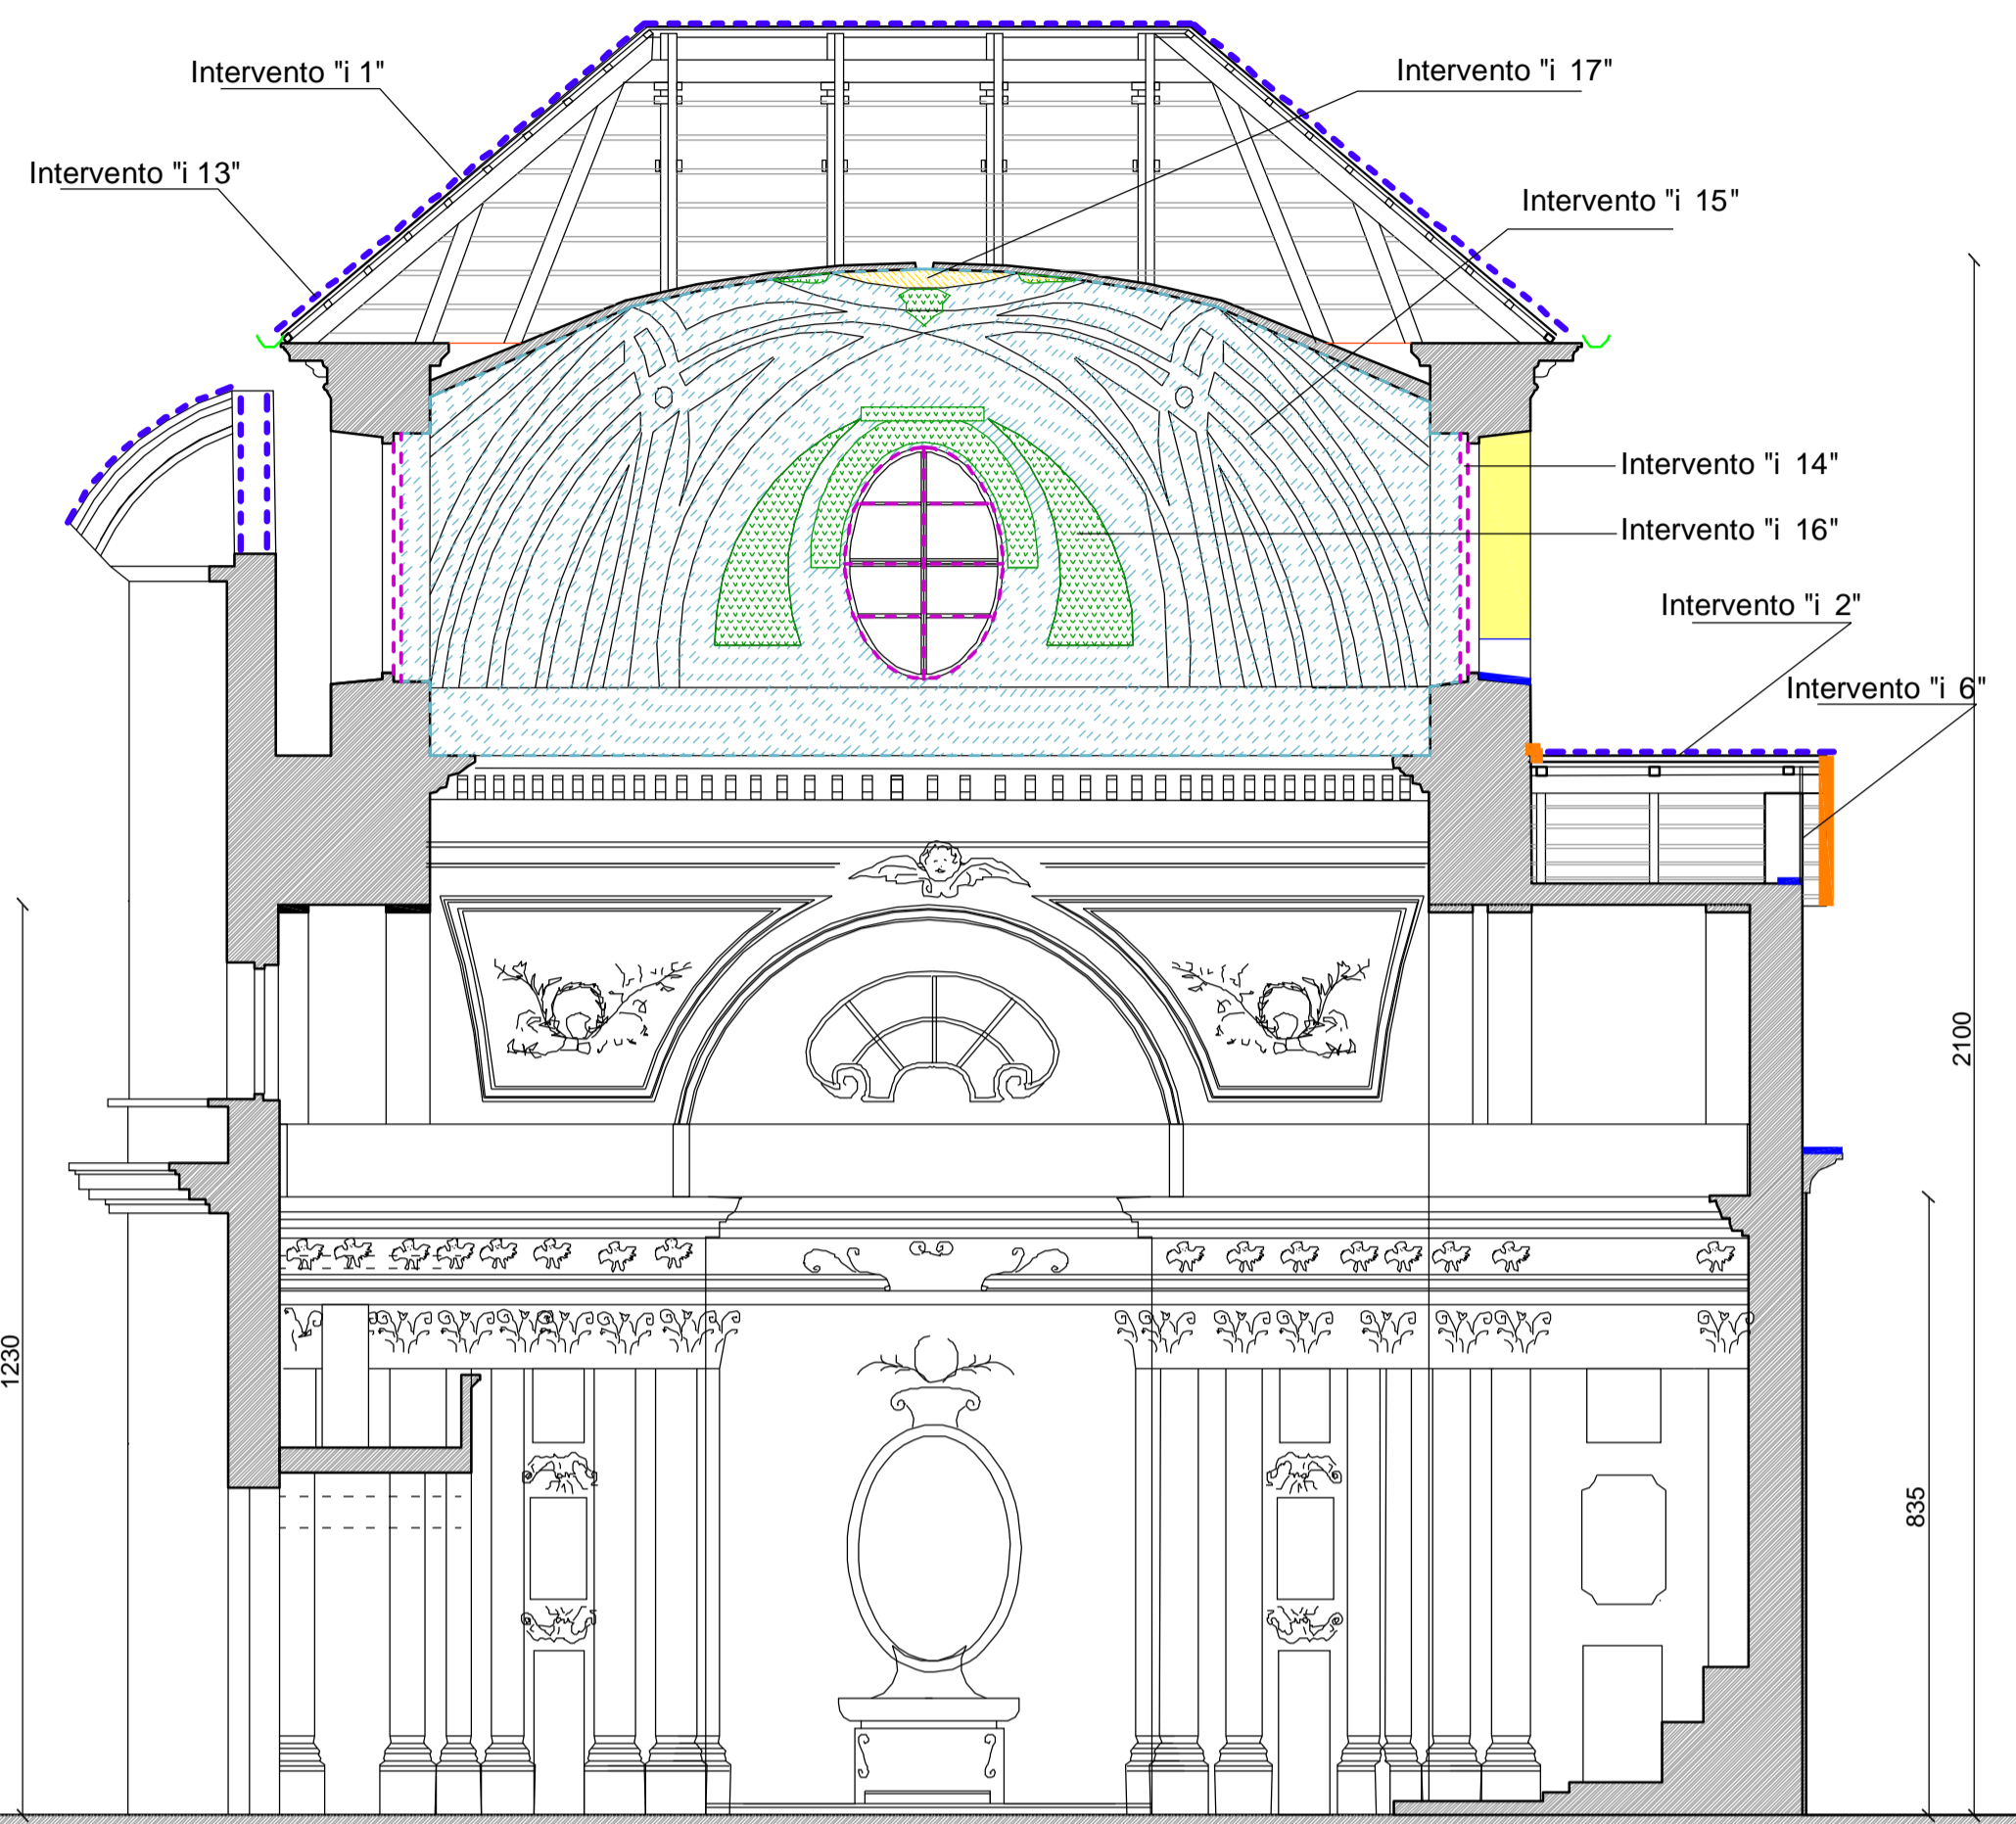 Intervento "i 1"
Intervento "i 17"
Intervento "i 13"
Intervento "i 15"
Intervento "i 14"
Intervento "i 16"
Intervento "i 2"
Intervento "i 6"
2100
1230
835